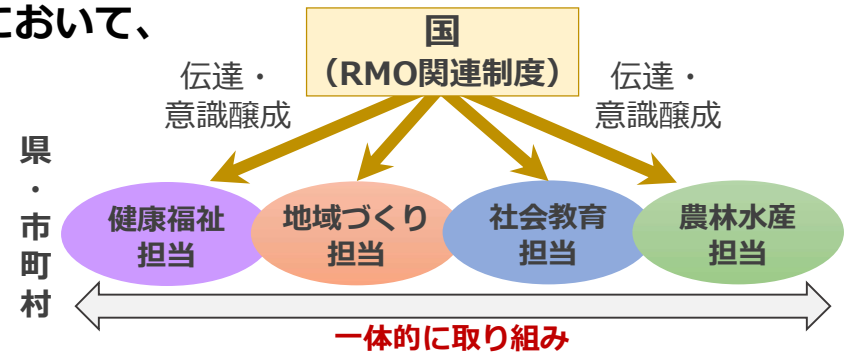 において、
国
（RMO関連制度）
伝達・
意識醸成
伝達・
意識醸成
県・市町村
健康福祉
担当
地域づくり
担当
社会教育
担当
農林水産
担当
一体的に取り組み